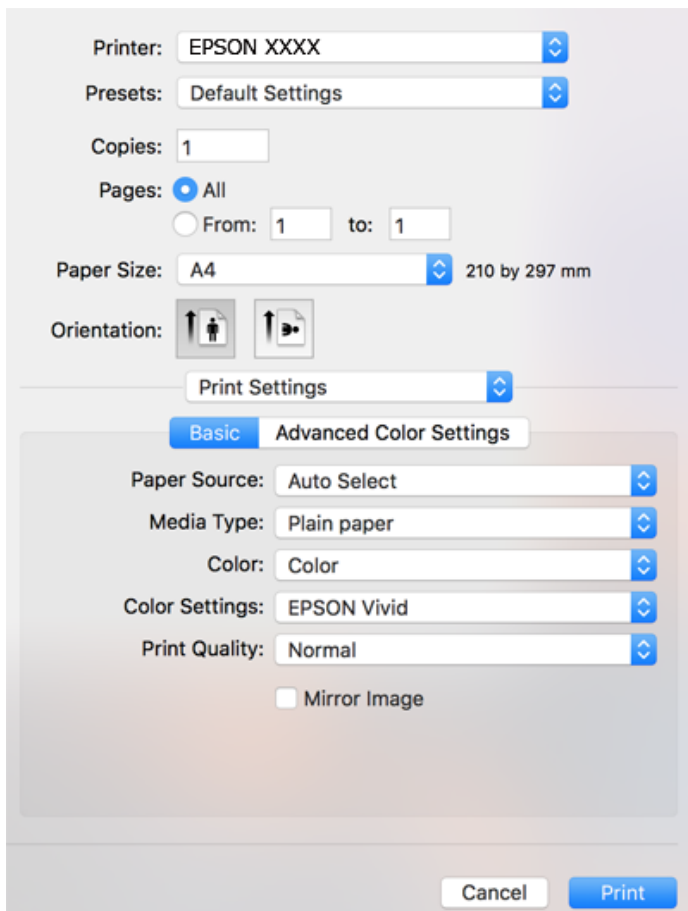 Printer: EPSON XXXX
Presets: Default Settings
Copies: 1
Pages: All
From: 1 to: 1
Paper Size: A4 210 by 297 mm
Orientation:
Print Settings
Basic Advanced Color Settings
Paper Source: Auto Select
Media Type: Plain paper
Color: Color
Color Settings: EPSON Vivid
Print Quality: Normal
Mirror Image
Cancel Print